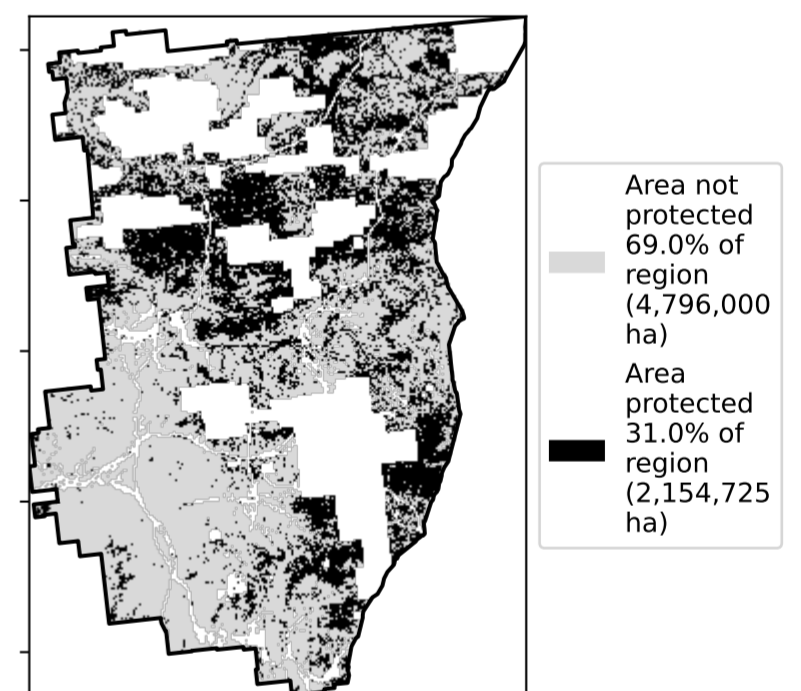 Area not
protected
69.0% of
region
(4,796,000
ha)
Area
protected
31.0% of
region
(2,154,725
ha)